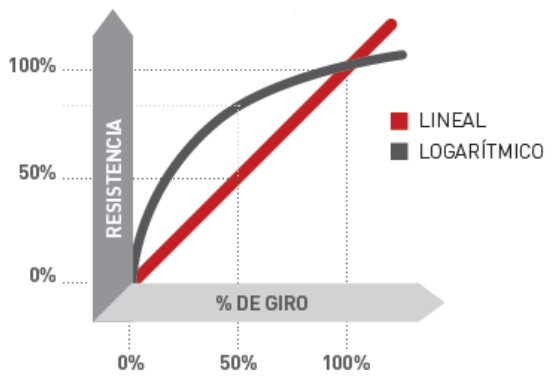 100%
50%
0%
RESISTENCIA
LINEAL
LOGARÍTMICO
% DE GIRO
0%
50%
100%